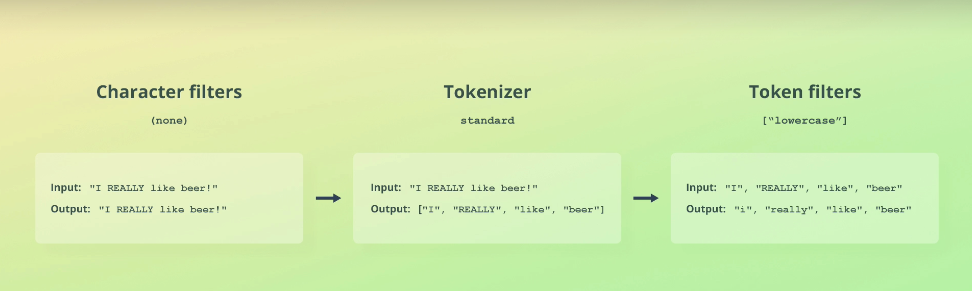 Character filters
(none)
Input: "I REALLY like beer!"
Output: "I REALLY like beer!"
Tokenizer
standard
Input: "I REALLY like beer!"
Output: ["I", "REALLY", "like", "beer"]
Token filters
[“lowercase”]
Input: "I", "REALLY", "like", "beer"
Output: "i", "really", "like", "beer"